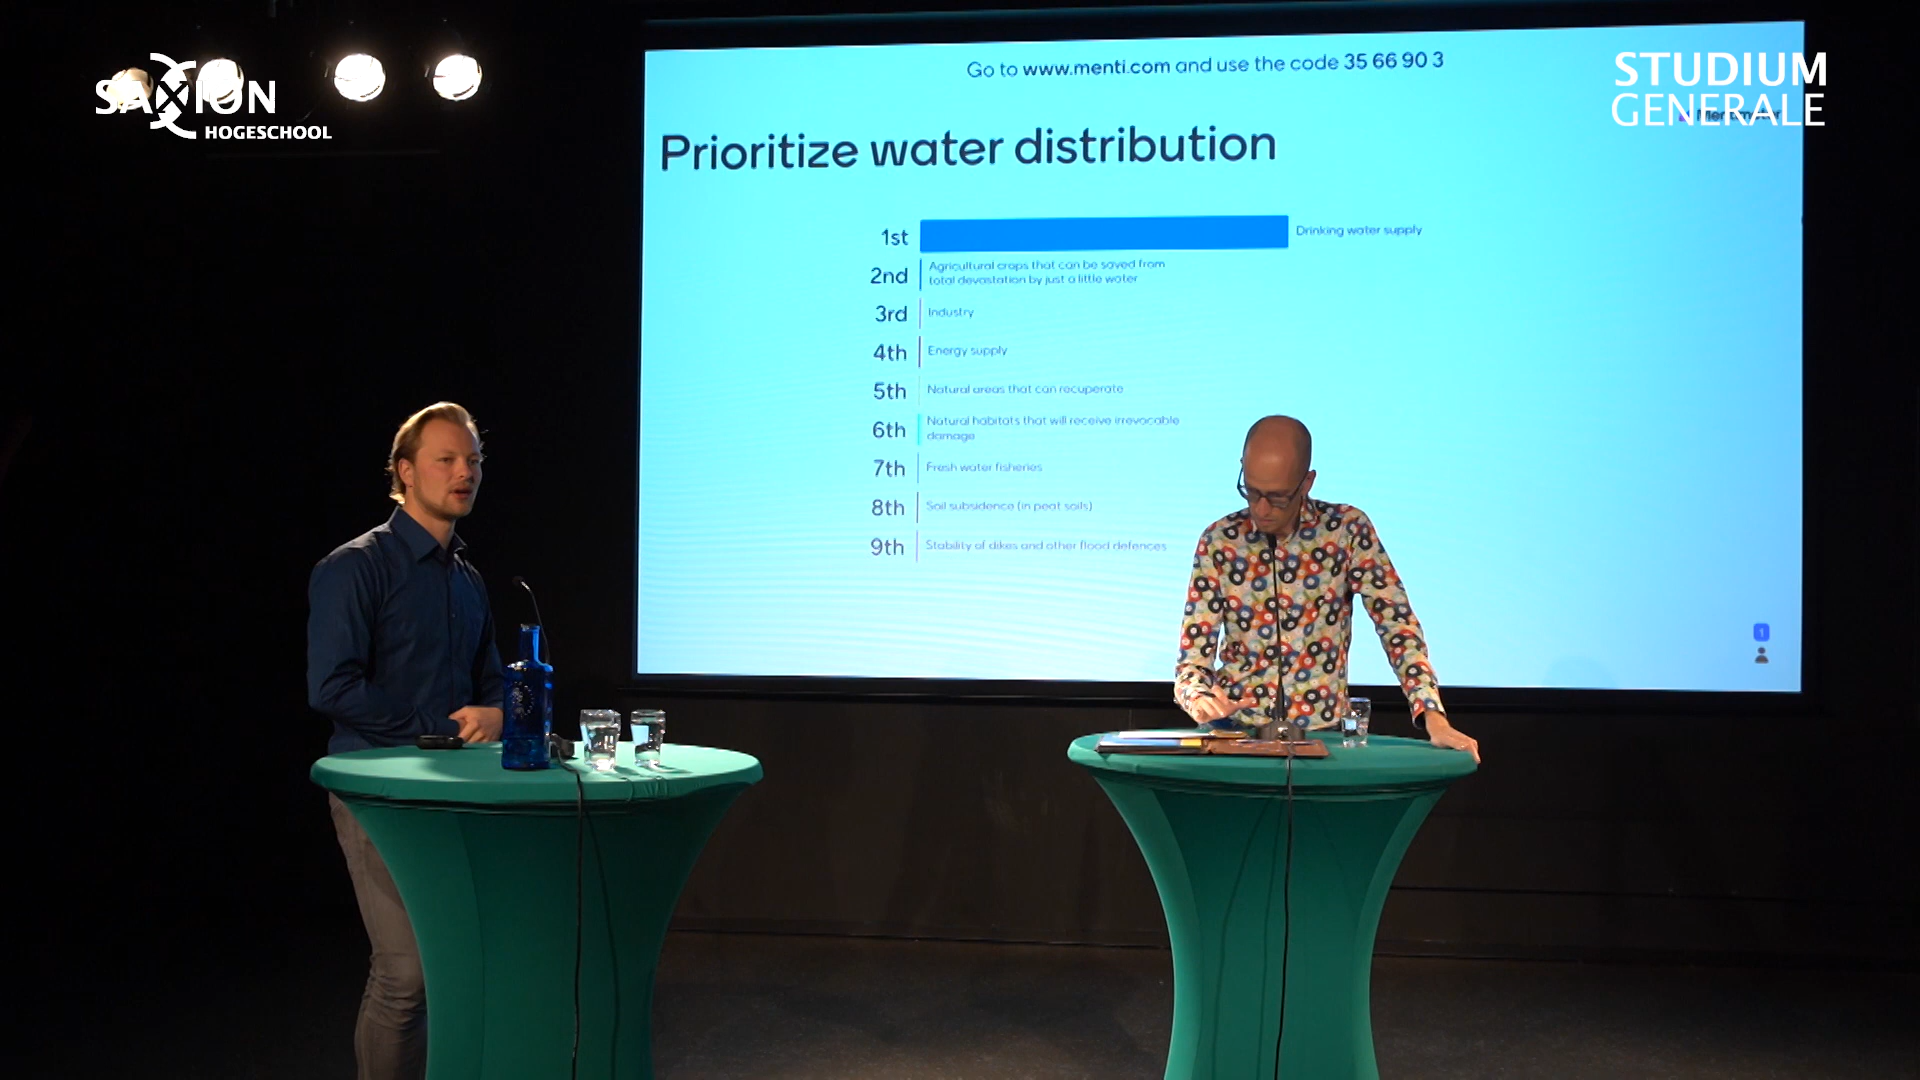 SAXION
HOGESCHOOL
STUDIUM
GENERALE
Go to www.menti.com and use the code 35 66 90 3
Mentimeter
Prioritize water distribution
1st
Drinking water supply
2nd
Agricultural crops that can be saved from
total devastation by just a little water
3rd
Industry
4th
Energy supply
5th
Natural areas that can recuperate
6th
Natural habitats that will receive irrevocable
damage
7th
Fresh water fisheries
8th
Soil subsidence (in peat soils)
9th
Stability of dikes and other flood defences
1